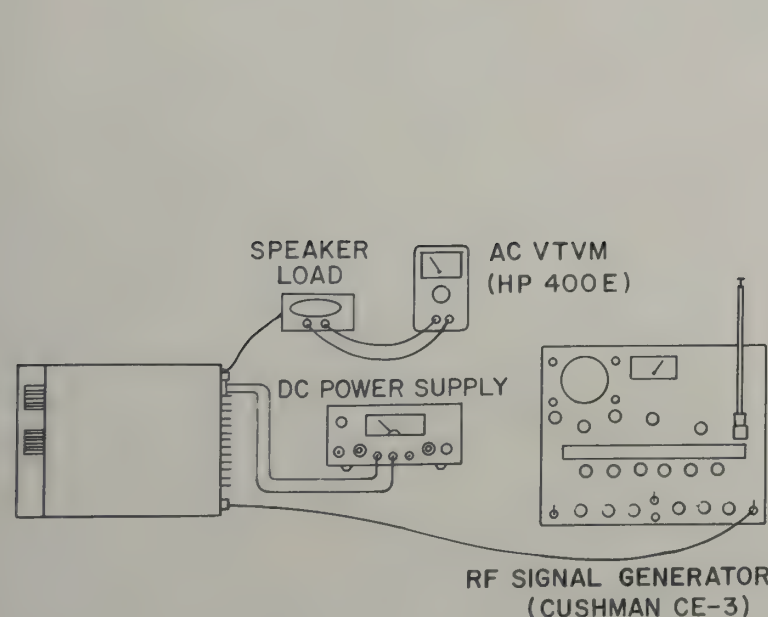 SPEAKER
LOAD
AC VTVM
(HP 400E)
DC POWER SUPPLY
RF SIGNAL GENERATOR
(CUSHMAN CE-3)